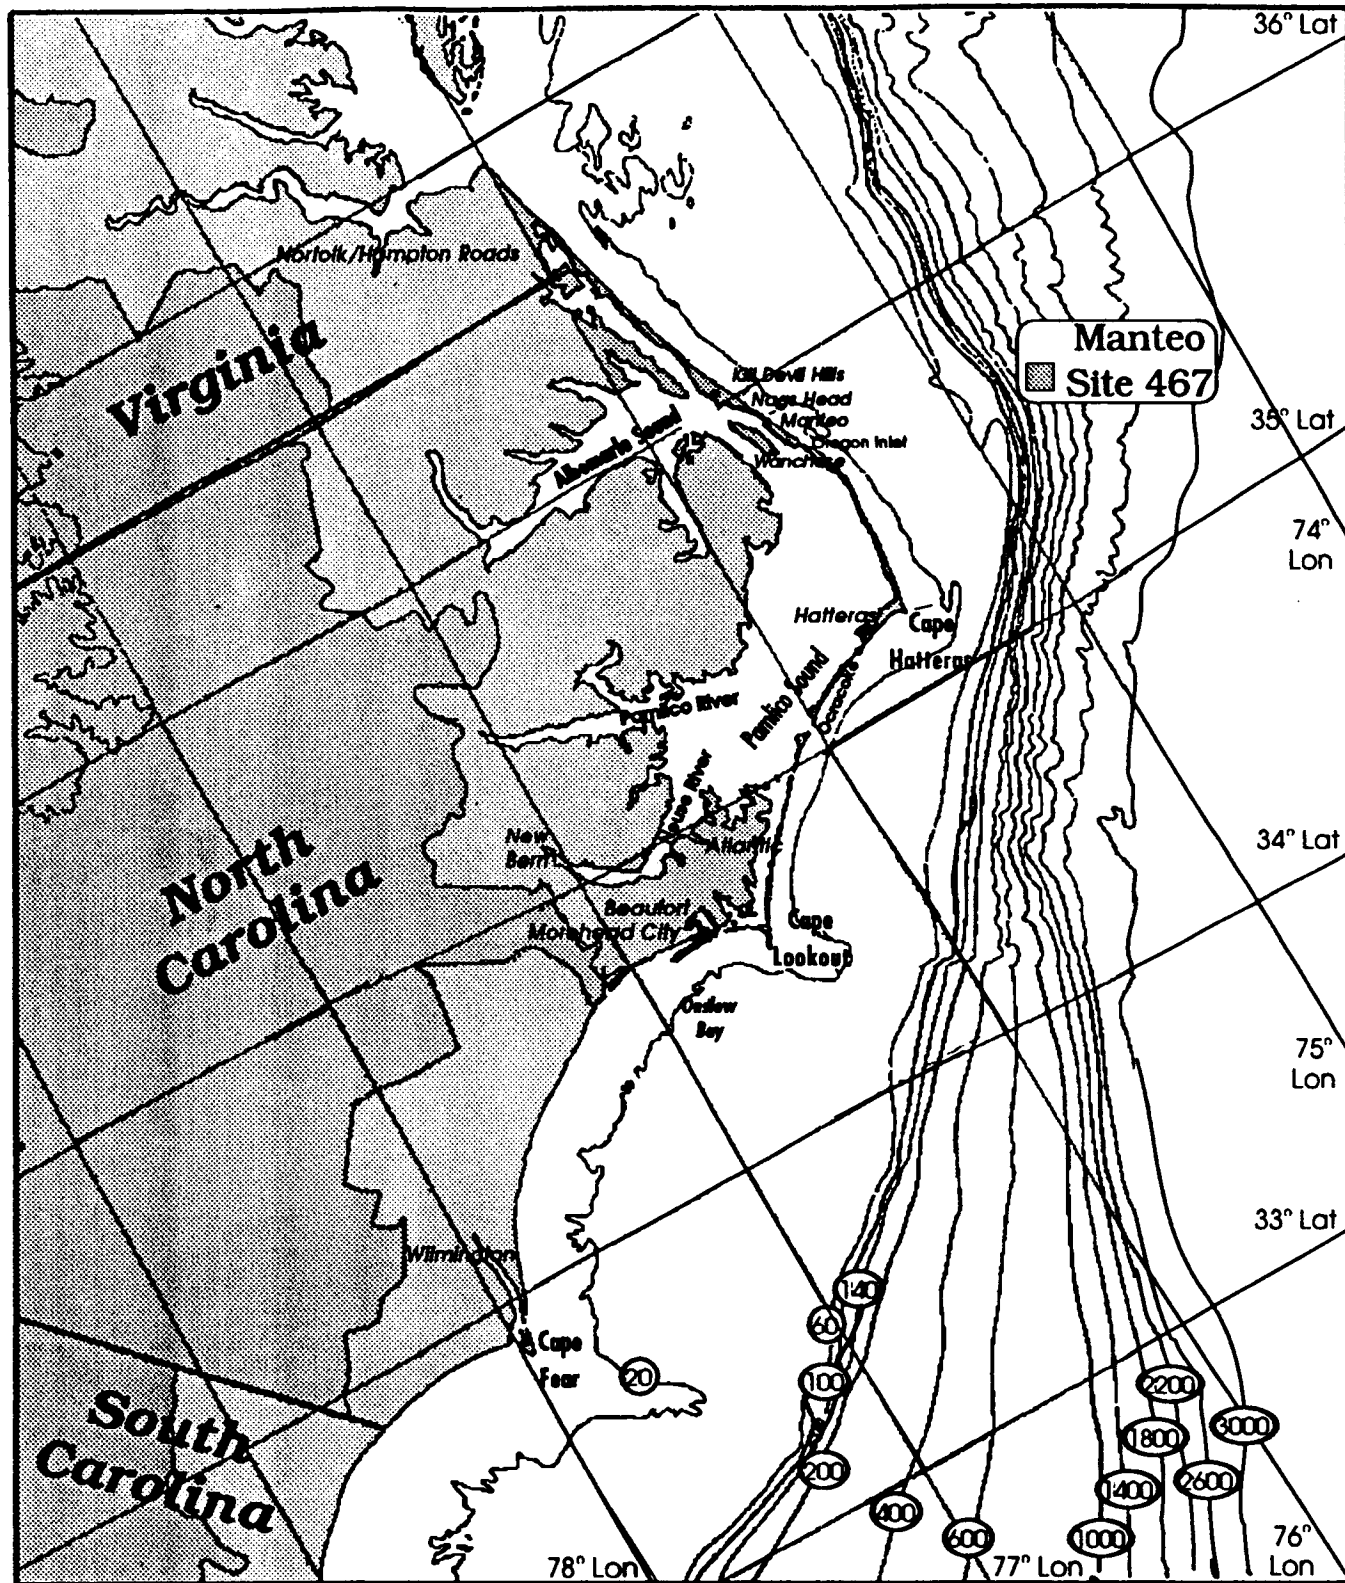 36° Lat
Norfolk/Hampton Roads
Virginia
Manteo
Site 467
Kill Devil Hills
Nags Head
Manteo
Oregon Inlet
Wanchese
Albemarle Sound
35° Lat
74°
Lon
Hatteras
Cape
Hatteras
Pamlico Sound
Ocracoke
Pamlico River
Neuse River
New
Bern
Atlantic
34° Lat
North
Carolina
Beaufort
Morehead City
Cape
Lookout
Onslow
Bay
75°
Lon
33° Lat
Wilmington
140
60
Cape
Fear
20
100
2200
3000
1800
South
Carolina
200
2600
1400
400
600
1000
78° Lon
77° Lon
76°
Lon